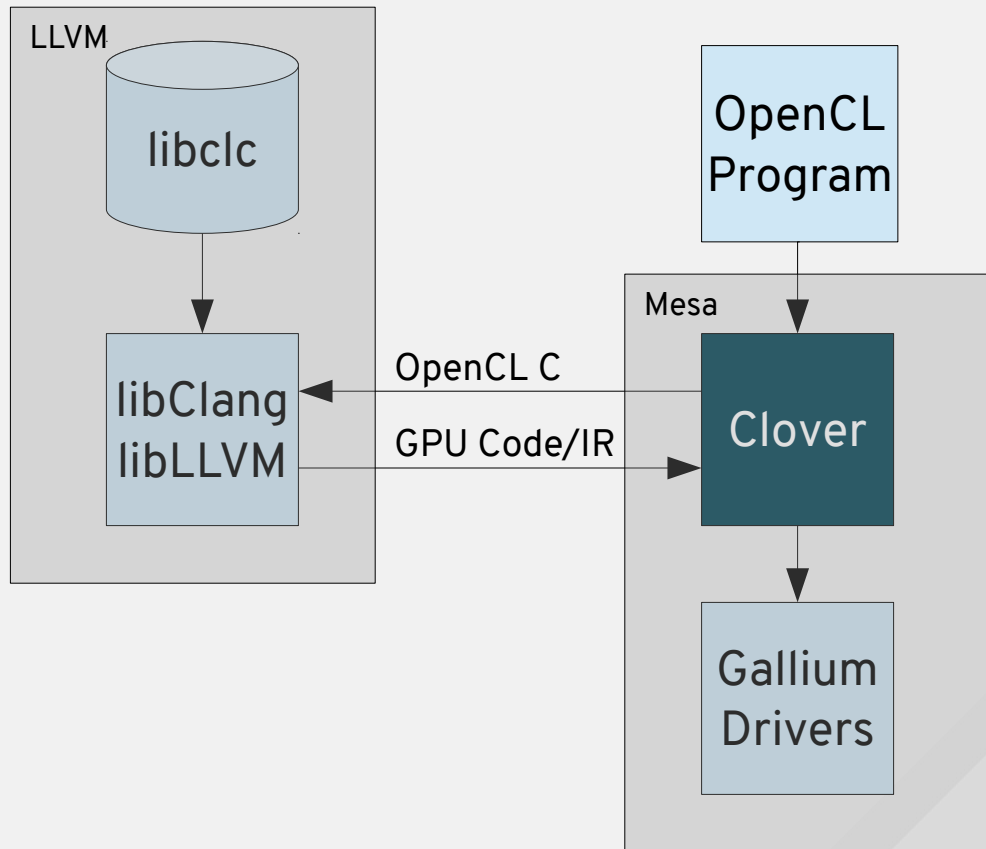 LLVM
libclc
OpenCL
Program
Mesa
libClang
libLLVM
OpenCL C
GPU Code/IR
Clover
Gallium
Drivers